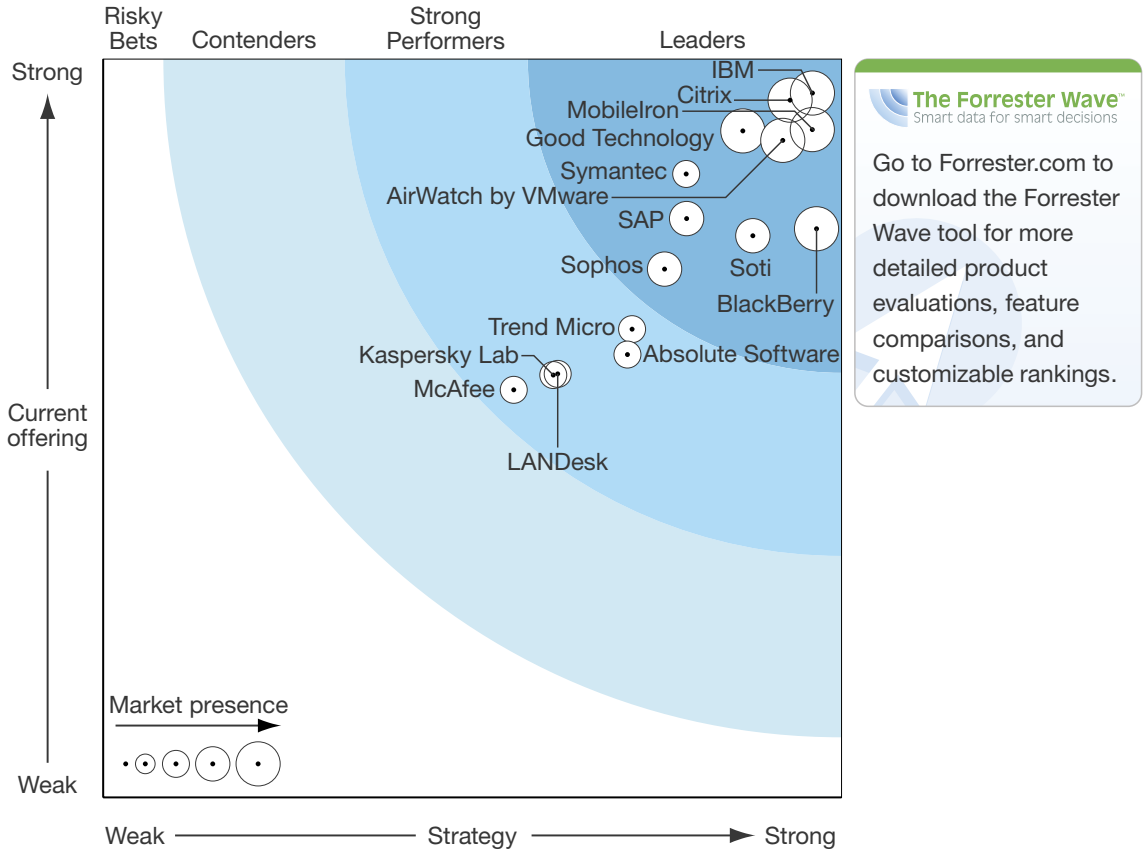 Risky
Bets
Contenders
Strong
Performers
Leaders
Strong
IBM
Citrix
MobileIron
Good Technology
Symantec
AirWatch by VMware
SAP
Sophos
Soti
BlackBerry
Trend Micro
Kaspersky Lab
Absolute Software
McAfee
LANDesk
Current
offering
Market presence
Weak
Weak
Strategy
Strong
The Forrester Wave™
Smart data for smart decisions
Go to Forrester.com to
download the Forrester
Wave tool for more
detailed product
evaluations, feature
comparisons, and
customizable rankings.